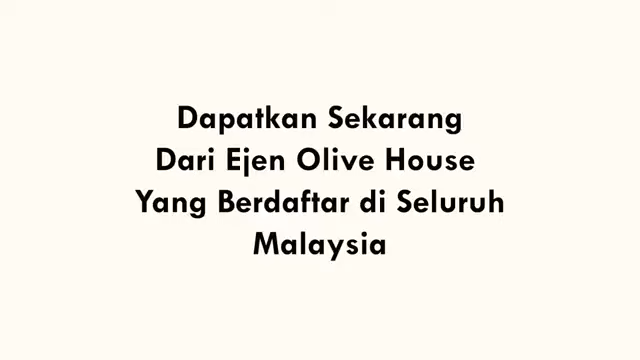 Dapatkan Sekarang
Dari Ejen Olive House
Yang Berdaftar di Seluruh
Malaysia